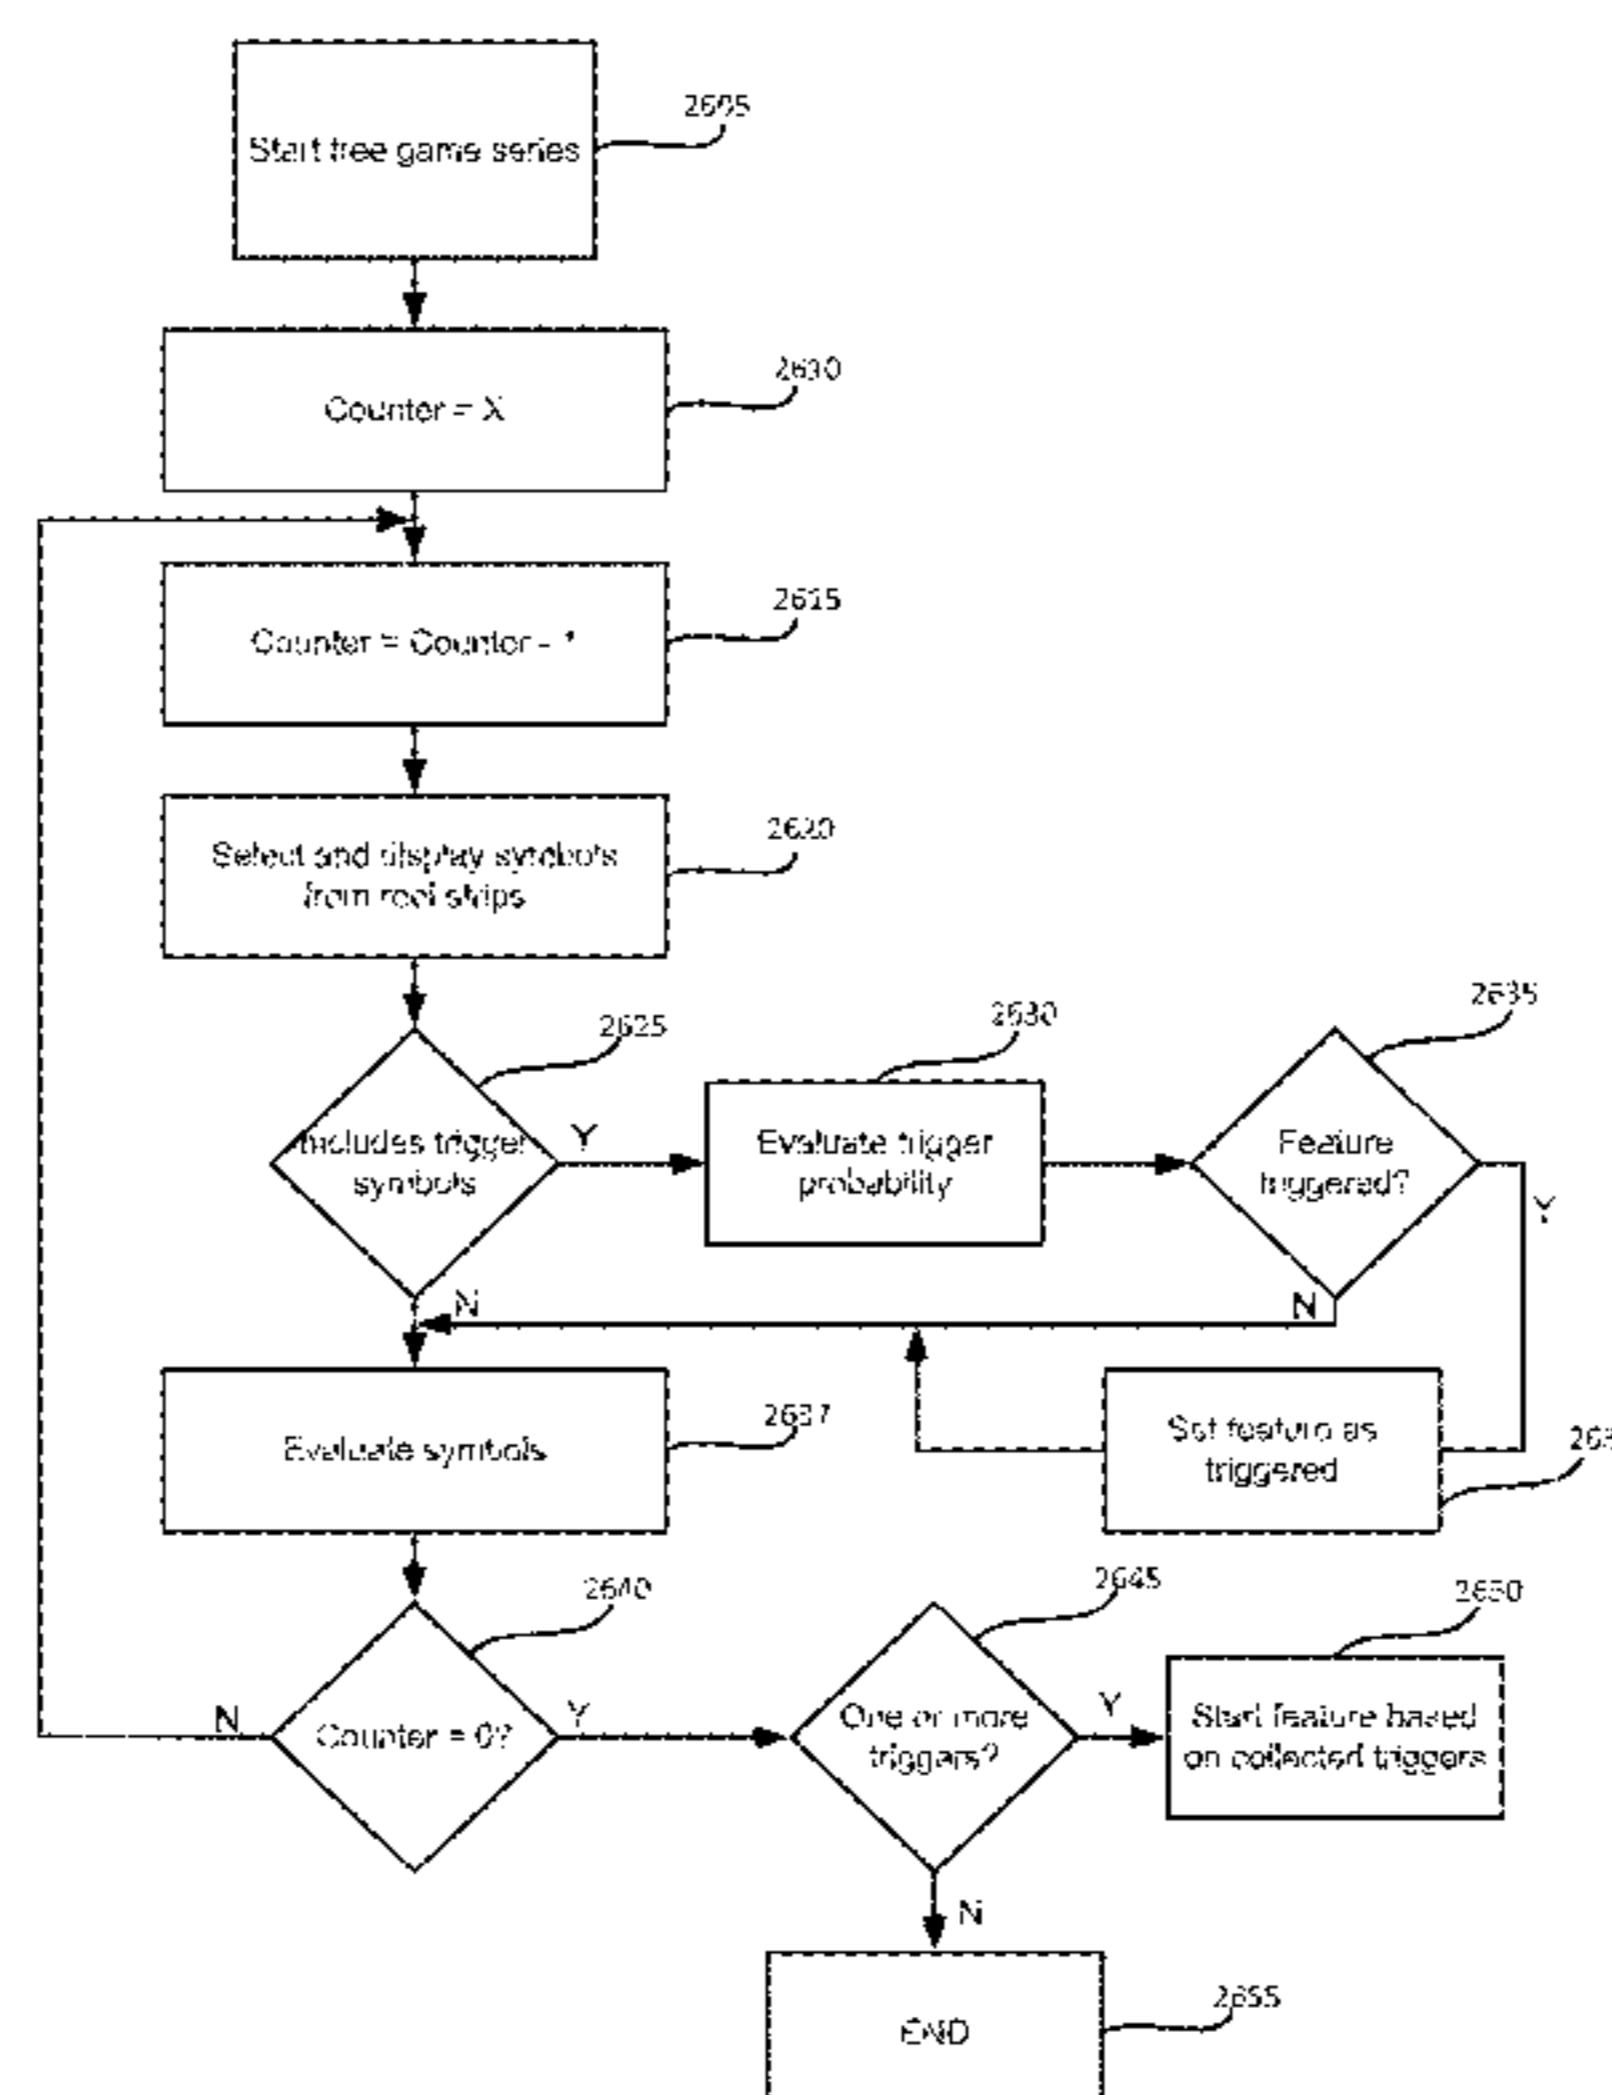 2605
Start free game series
2610
Counter = X
2615
Counter = Counter - 1
2620
Select and display symbols
from reel strips
2625
Includes trigger
symbols
Y
N
2630
Evaluate trigger
probability
2635
Feature
triggered?
Y
N
2637
Evaluate symbols
Set feature as
triggered
2640
Counter = 0?
N
Y
2645
One or more
triggers?
Y
N
2650
Start feature based
on collected triggers
2655
END